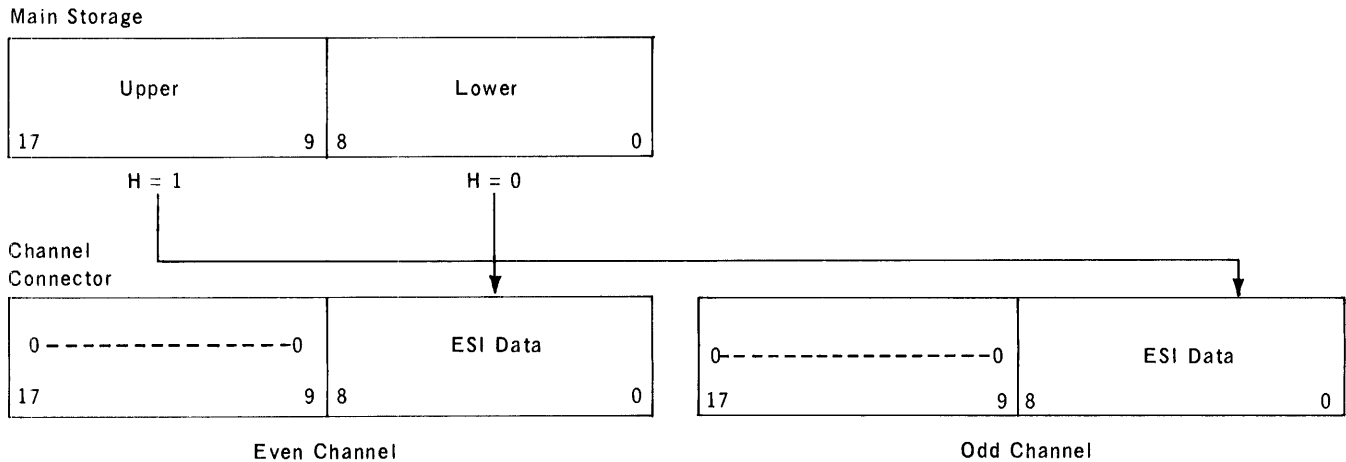 Main Storage
Upper Lower
17 9 8 0
H = 1 H = 0
Channel
Connector
0--------------0 ESI Data 0----------------0 ESI Data
17 9 8 0 17 9 8 0
Even Channel Odd Channel